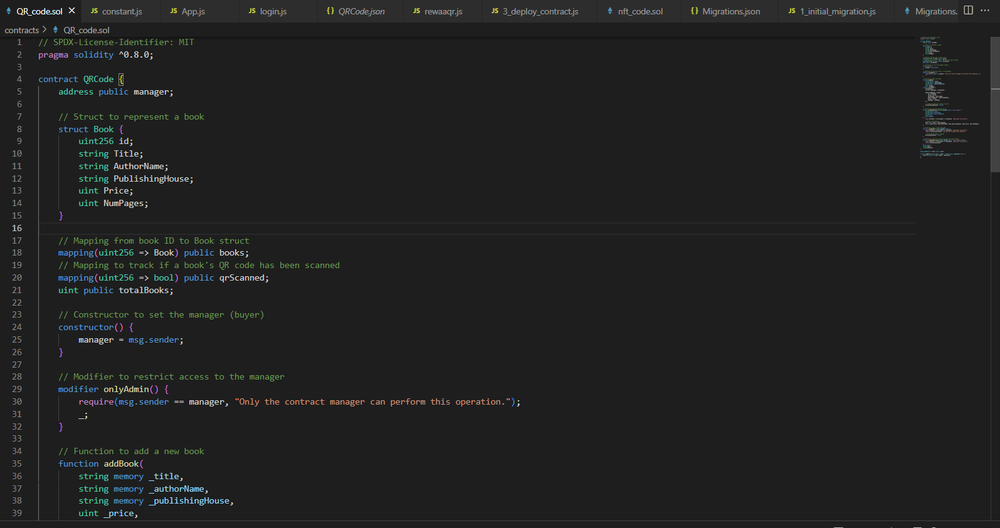 QR_code.sol
JS constant.js
JS App.js
JS login.js
{} QRCode.json
JS rewaaqr.js
JS 3_deploy_contract.js
nft_code.sol
{} Migrations.json
JS 1_initial_migration.js
Migrations.
contracts > QR_code.sol
1 // SPDX-License-Identifier: MIT
2 pragma solidity ^0.8.0;
3
4 contract QRCode {
5     address public manager;
6
7     // Struct to represent a book
8     struct Book {
9         uint256 id;
10         string Title;
11         string AuthorName;
12         string PublishingHouse;
13         uint Price;
14         uint NumPages;
15     }
16
17     // Mapping from book ID to Book struct
18     mapping(uint256 => Book) public books;
19     // Mapping to track if a book's QR code has been scanned
20     mapping(uint256 => bool) public qrScanned;
21     uint public totalBooks;
22
23     // Constructor to set the manager (buyer)
24     constructor() {
25         manager = msg.sender;
26     }
27
28     // Modifier to restrict access to the manager
29     modifier onlyAdmin() {
30         require(msg.sender == manager, "Only the contract manager can perform this operation.");
31         _;
32     }
33
34     // Function to add a new book
35     function addBook(
36         string memory _title,
37         string memory _authorName,
38         string memory _publishingHouse,
39         uint _price,